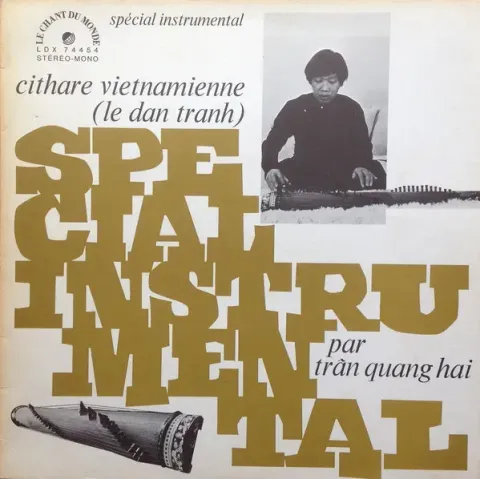 LE CHANT DU MONDE
LDX 74454
STÉRÉO-MONO
spécial instrumental
cithare vietnamienne
(le dan tranh)
SPE
CIAL
INSTRU
MEN
TAL
par
trân quang hai